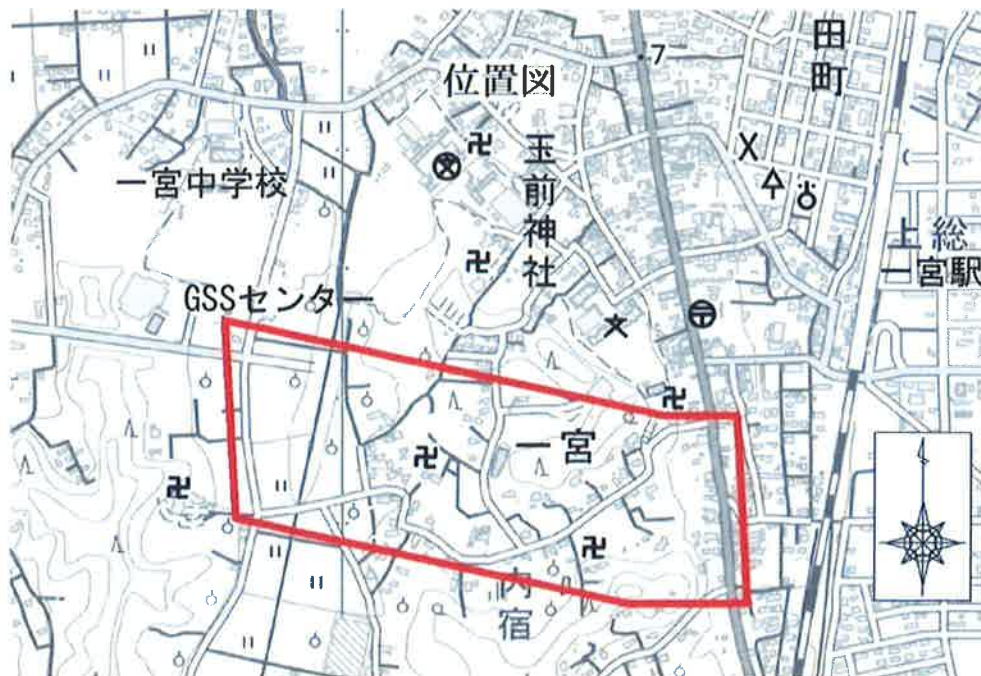 位置図
7
田町
玉前神社
一宮中学校
上総
一宮駅
GSSセンター
一宮
内宿